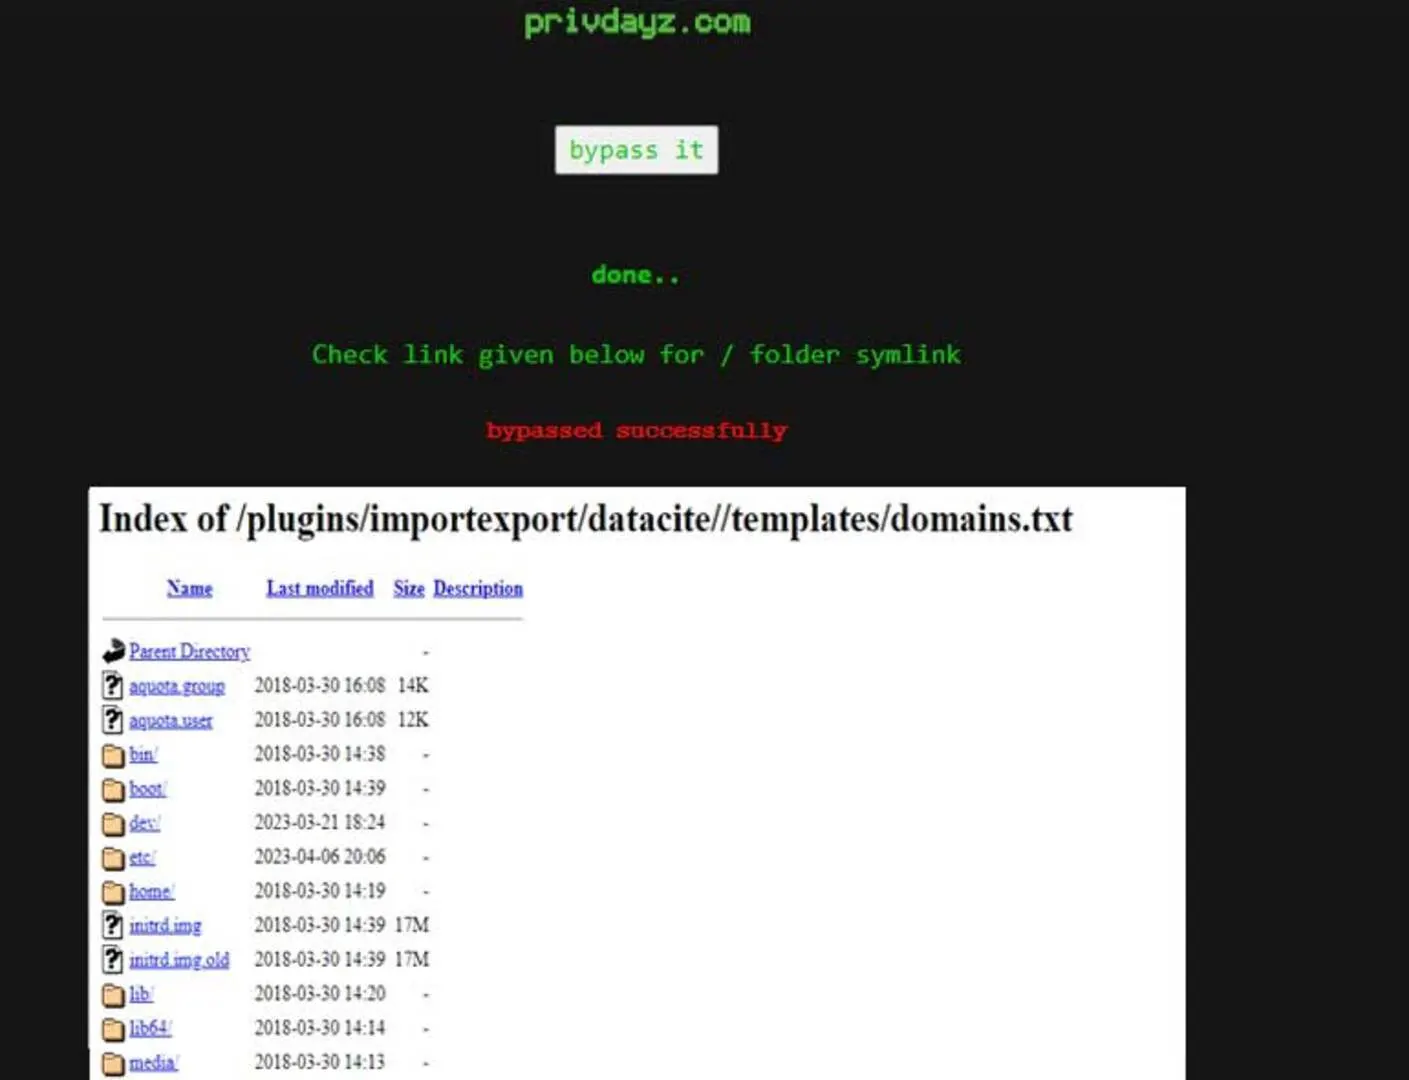 privdayz.com
bypass it
done..
Check link given below for / folder symlink
bypassed successfully
Index of /plugins/importexport/datacite//templates/domains.txt
Name Last modified Size Description
Parent Directory -
aquota.group 2018-03-30 16:08 14K
aquota.user 2018-03-30 16:08 12K
bin/ 2018-03-30 14:38 -
boot/ 2018-03-30 14:39 -
dev/ 2023-03-21 18:24 -
etc/ 2023-04-06 20:06 -
home/ 2018-03-30 14:19 -
initrd.img 2018-03-30 14:39 17M
initrd.img.old 2018-03-30 14:39 17M
lib/ 2018-03-30 14:20 -
lib64/ 2018-03-30 14:14 -
media/ 2018-03-30 14:13 -